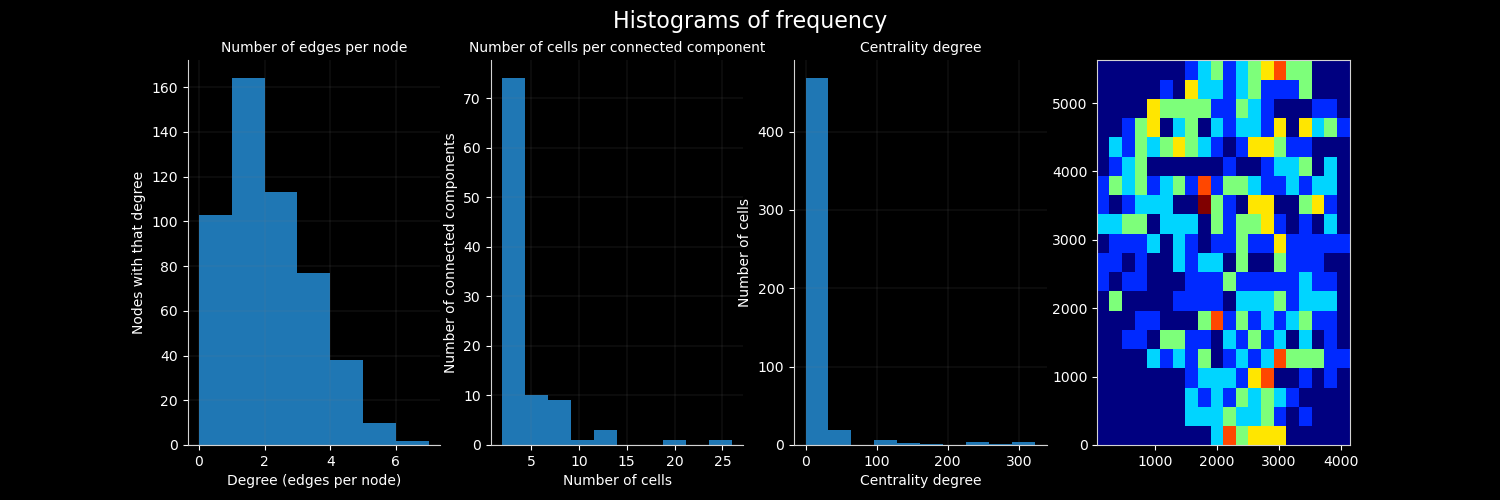 Histograms of frequency
Number of edges per node
Nodes with that degree
160
140
120
100
80
60
40
20
0
0 2 4 6
Degree (edges per node)
Number of cells per connected component
Number of connected components
70
60
50
40
30
20
10
0
5 10 15 20 25
Number of cells
Centrality degree
Number of cells
400
300
200
100
0
0 100 200 300
Centrality degree
5000
4000
3000
2000
1000
0
1000 2000 3000 4000